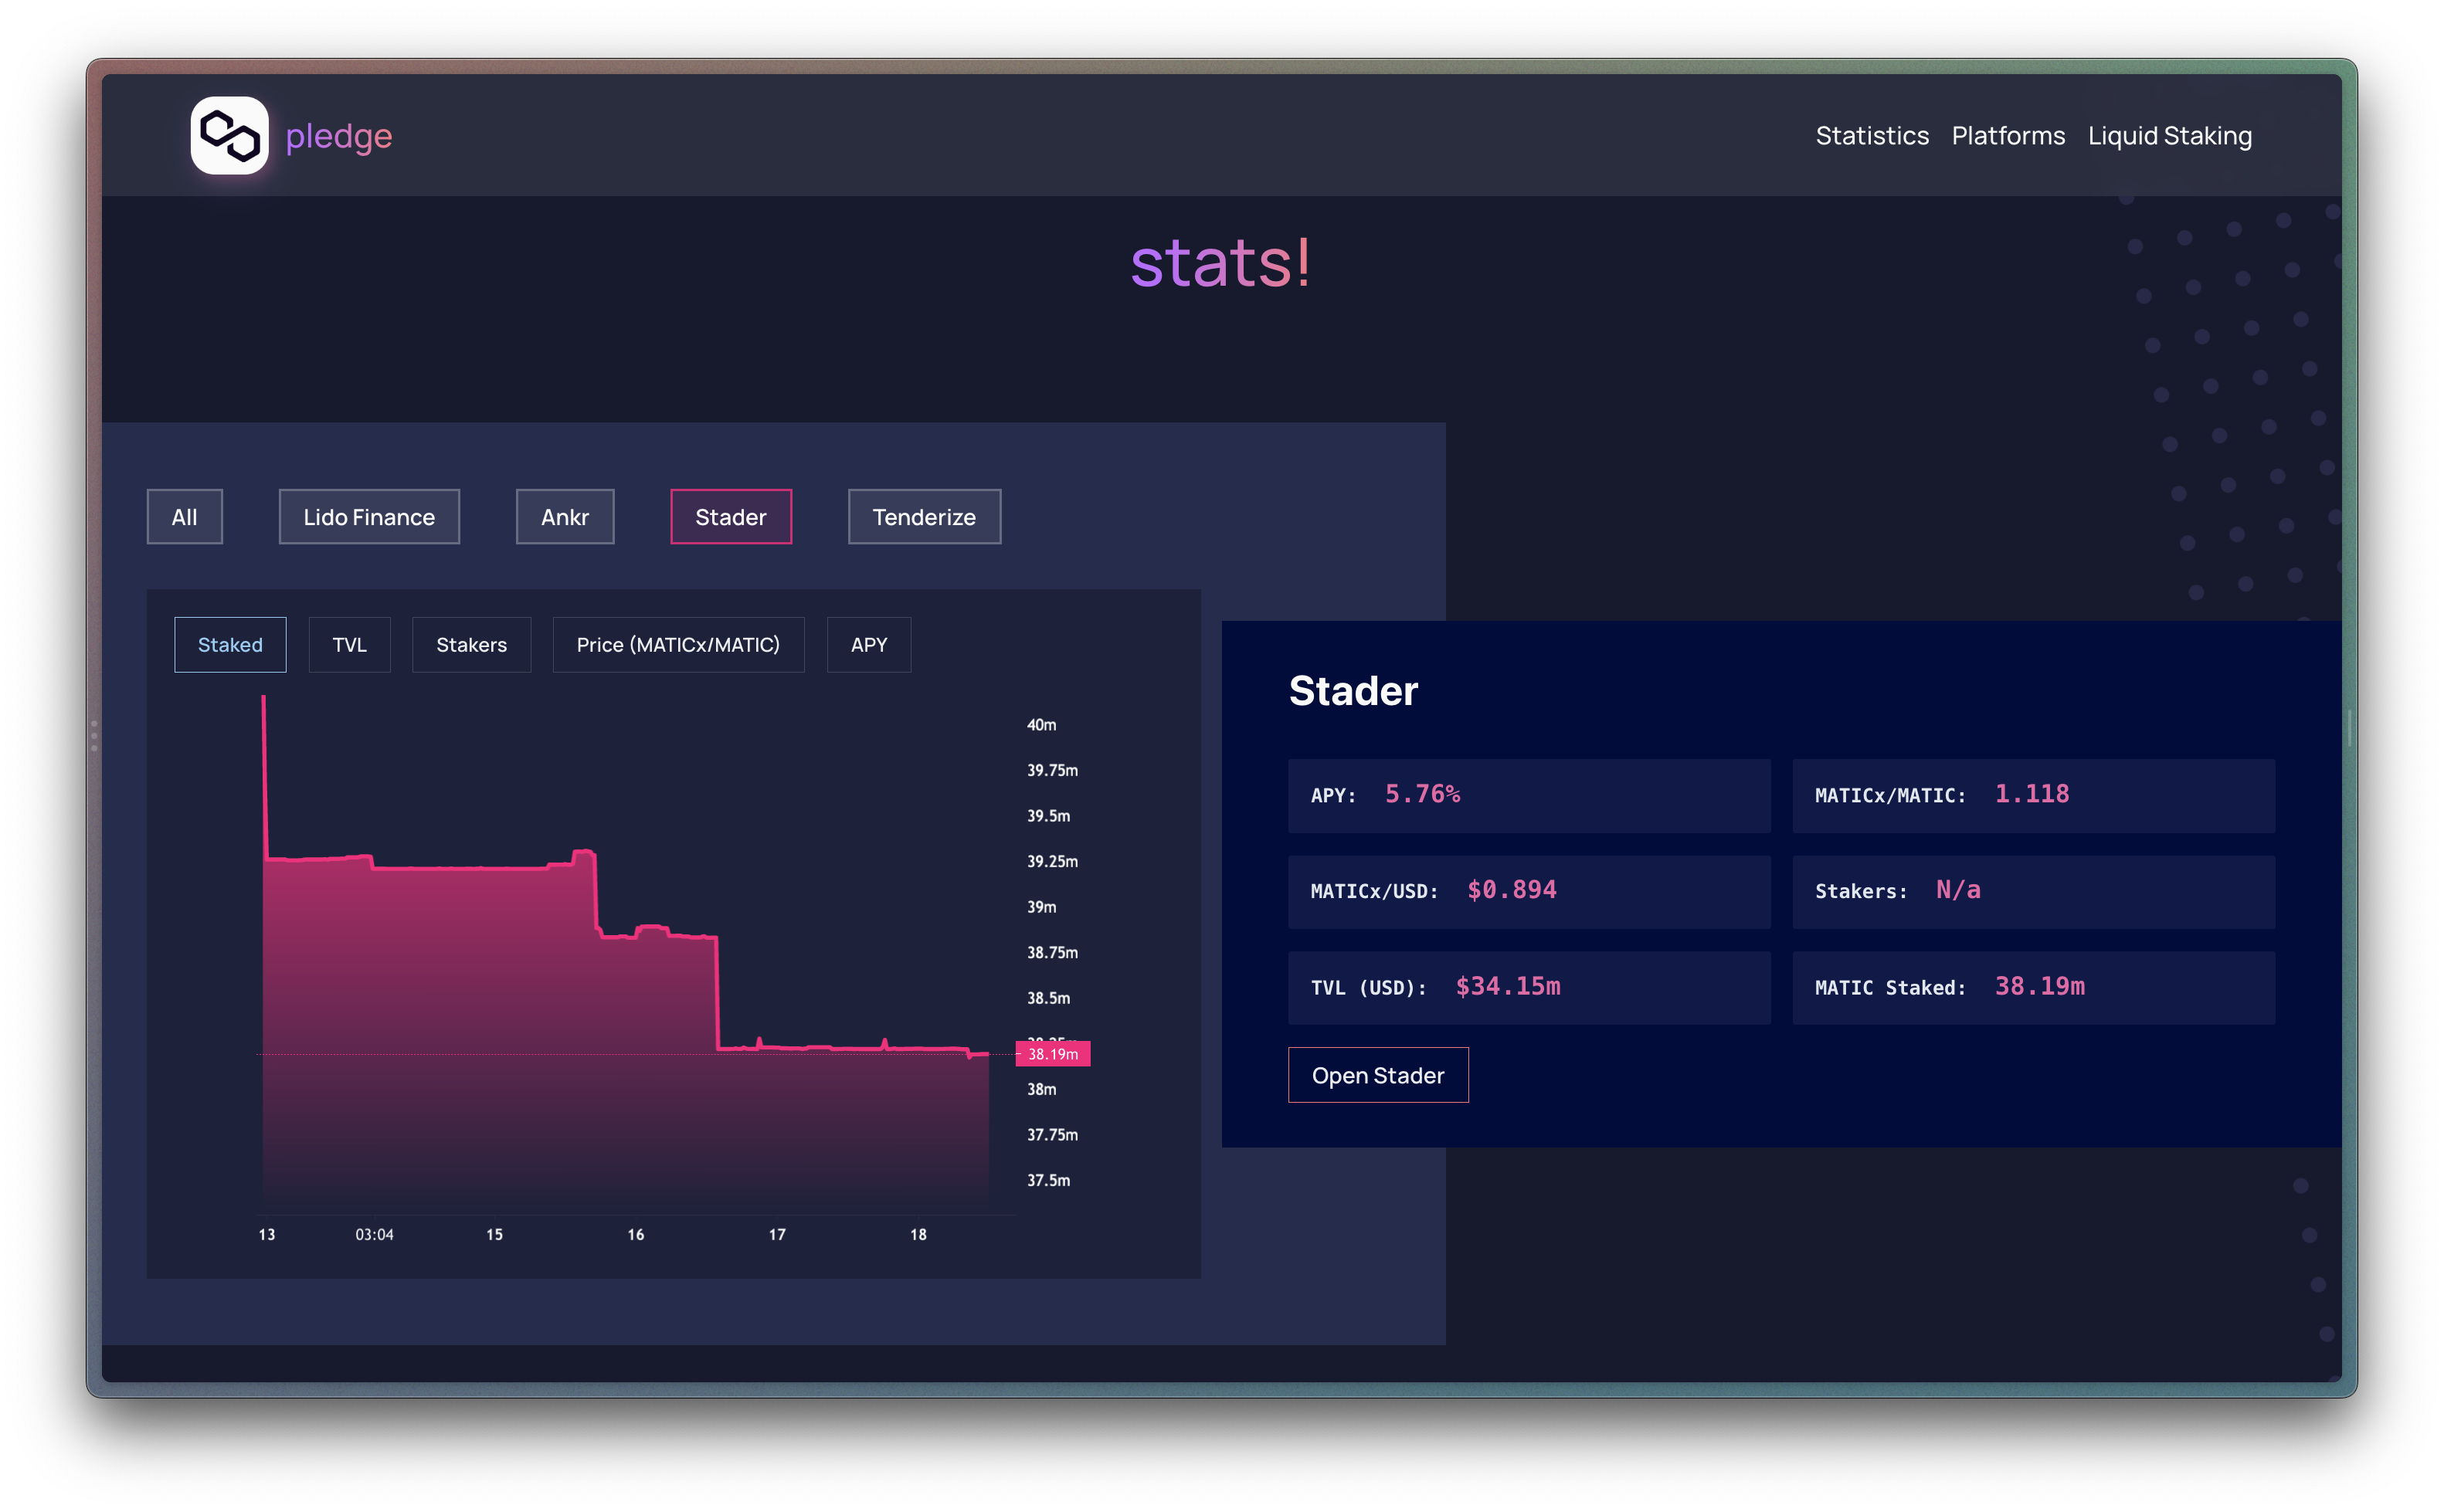 pledge
Statistics Platforms Liquid Staking
stats!
All Lido Finance Ankr Stader Tenderize
Staked TVL Stakers Price (MATICx/MATIC) APY
40m
39.75m
39.5m
39.25m
39m
38.75m
38.5m
38.19m
38m
37.75m
37.5m
13 03:04 15 16 17 18
Stader
APY: 5.76%
MATICx/MATIC: 1.118
MATICx/USD: $0.894
Stakers: N/a
TVL (USD): $34.15m
MATIC Staked: 38.19m
Open Stader